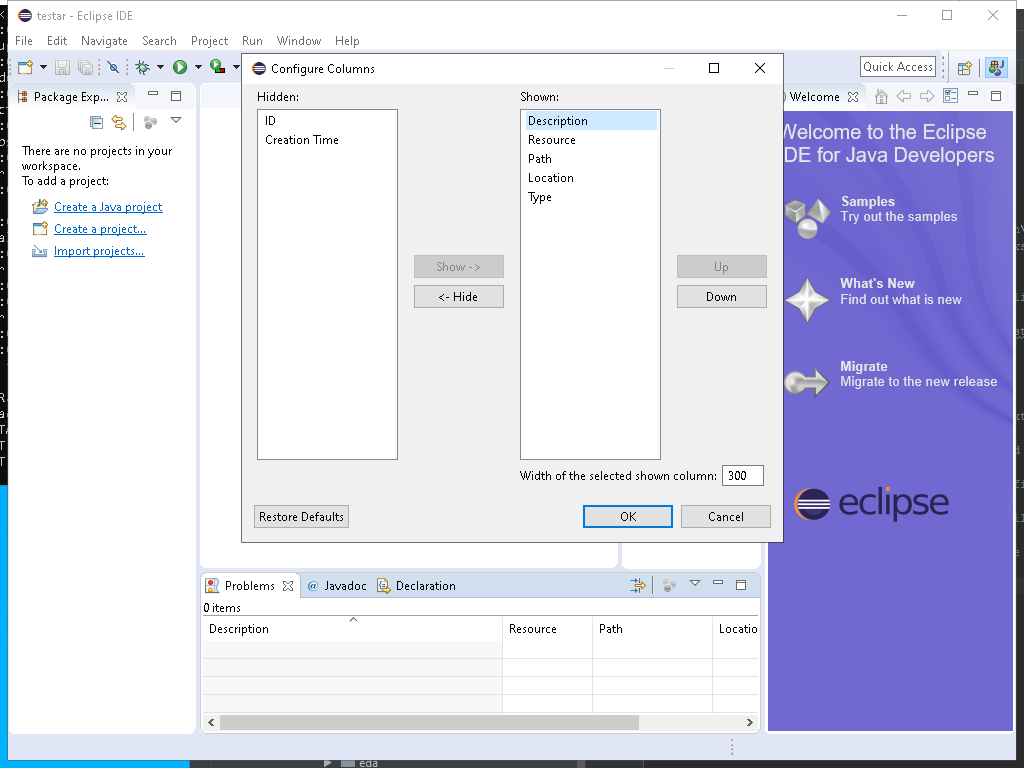 testar - Eclipse IDE
File Edit Navigate Search Project Run Window Help
Quick Access
Package Exp...
Welcome
There are no projects in your
workspace.
To add a project:
Create a Java project
Create a project...
Import projects...
Configure Columns
Hidden:
ID
Creation Time
Show ->
<- Hide
Shown:
Description
Resource
Path
Location
Type
Up
Down
Width of the selected shown column: 300
Restore Defaults
OK
Cancel
Welcome to the Eclipse
IDE for Java Developers
Samples
Try out the samples
What's New
Find out what is new
Migrate
Migrate to the new release
eclipse
Problems @ Javadoc Declaration
0 items
Description Resource Path Locatio
eda